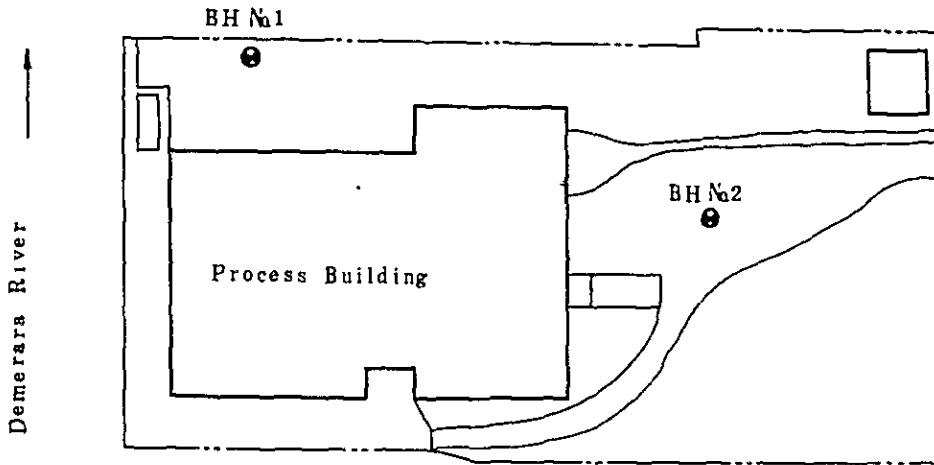 BH №1
BH №2
Process Building
Demerara River